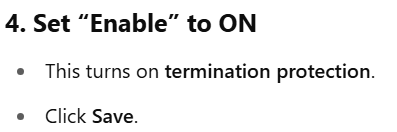 4. Set “Enable” to ON
• This turns on termination protection.
• Click Save.